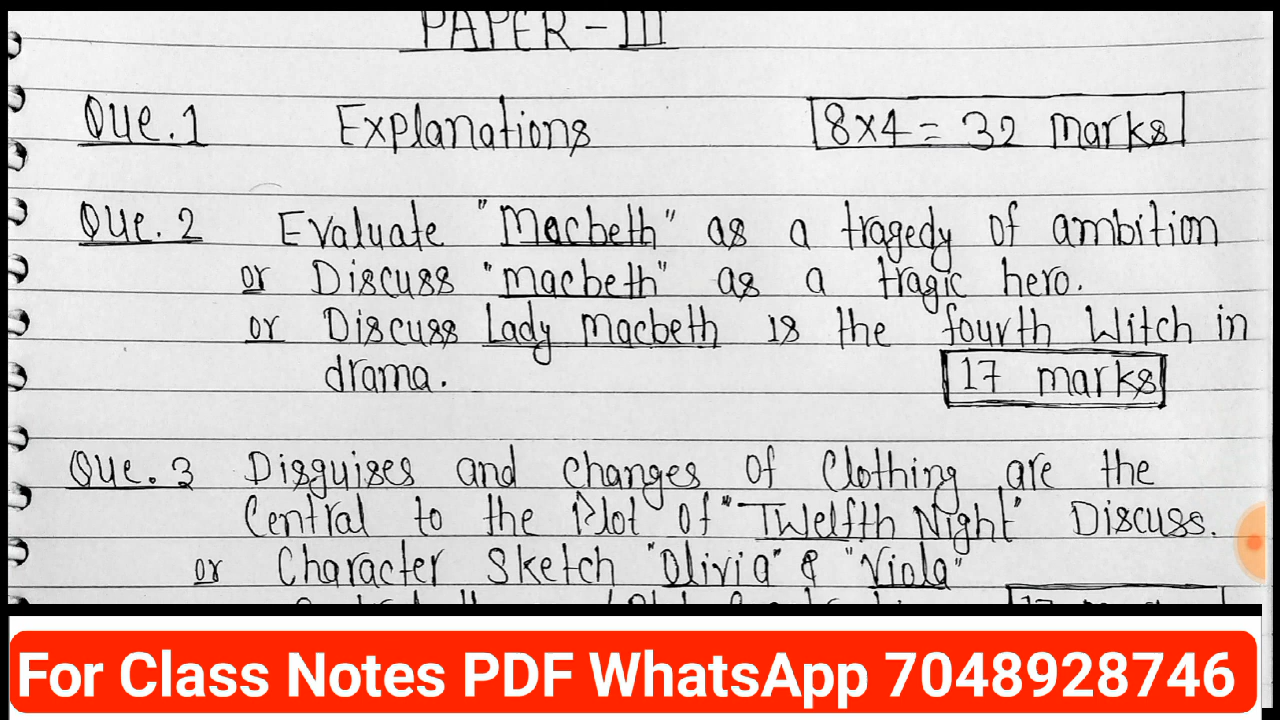 PAPER - III
Que. 1 Explanations 8x4 = 32 marks
Que. 2 Evaluate "Macbeth" as a tragedy of ambition
or Discuss "Macbeth" as a tragic hero.
or Discuss Lady Macbeth is the fourth Witch in
drama. 17 marks
Que. 3 Disguises and changes of Clothing are the
Central to the Plot of "Twelfth Night" Discuss.
or Character Sketch "Olivia" & "Viola"
For Class Notes PDF WhatsApp 7048928746